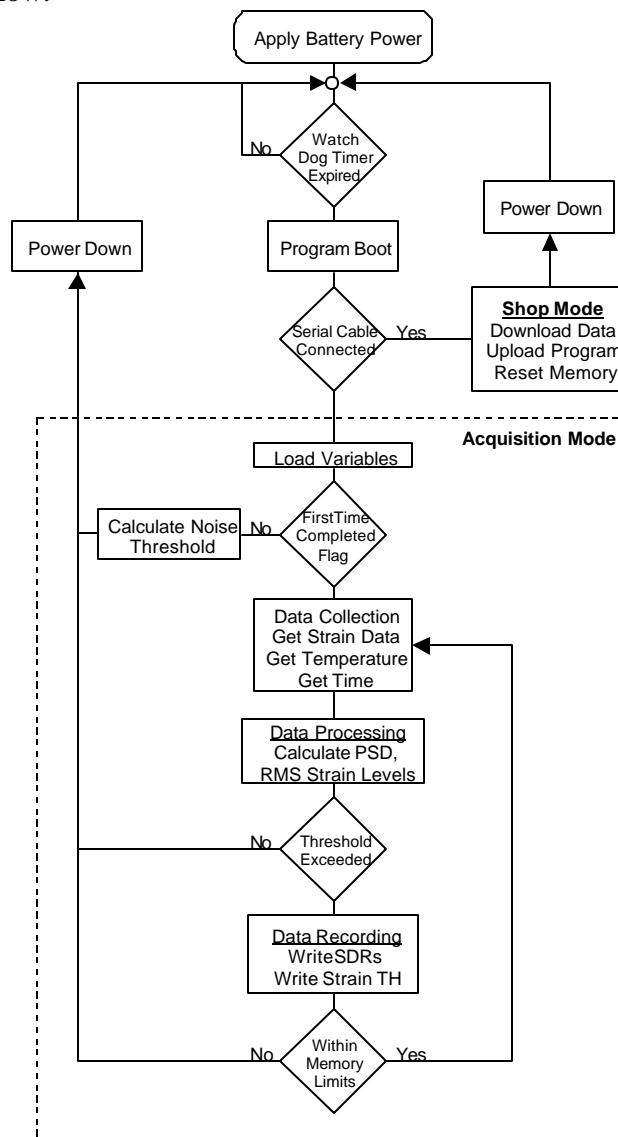 Apply Battery Power
No
Watch
Dog Timer
Expired
Power Down
Program Boot
Power Down
Serial Cable
Connected
Yes
Shop Mode
Download Data
Upload Program
Reset Memory
Acquisition Mode
Load Variables
Calculate Noise
Threshold
No
FirstTime
Completed
Flag
Data Collection
Get Strain Data
Get Temperature
Get Time
Data Processing
Calculate PSD,
RMS Strain Levels
No
Threshold
Exceeded
Data Recording
WriteSDRs
Write Strain TH
No
Within
Memory
Limits
Yes